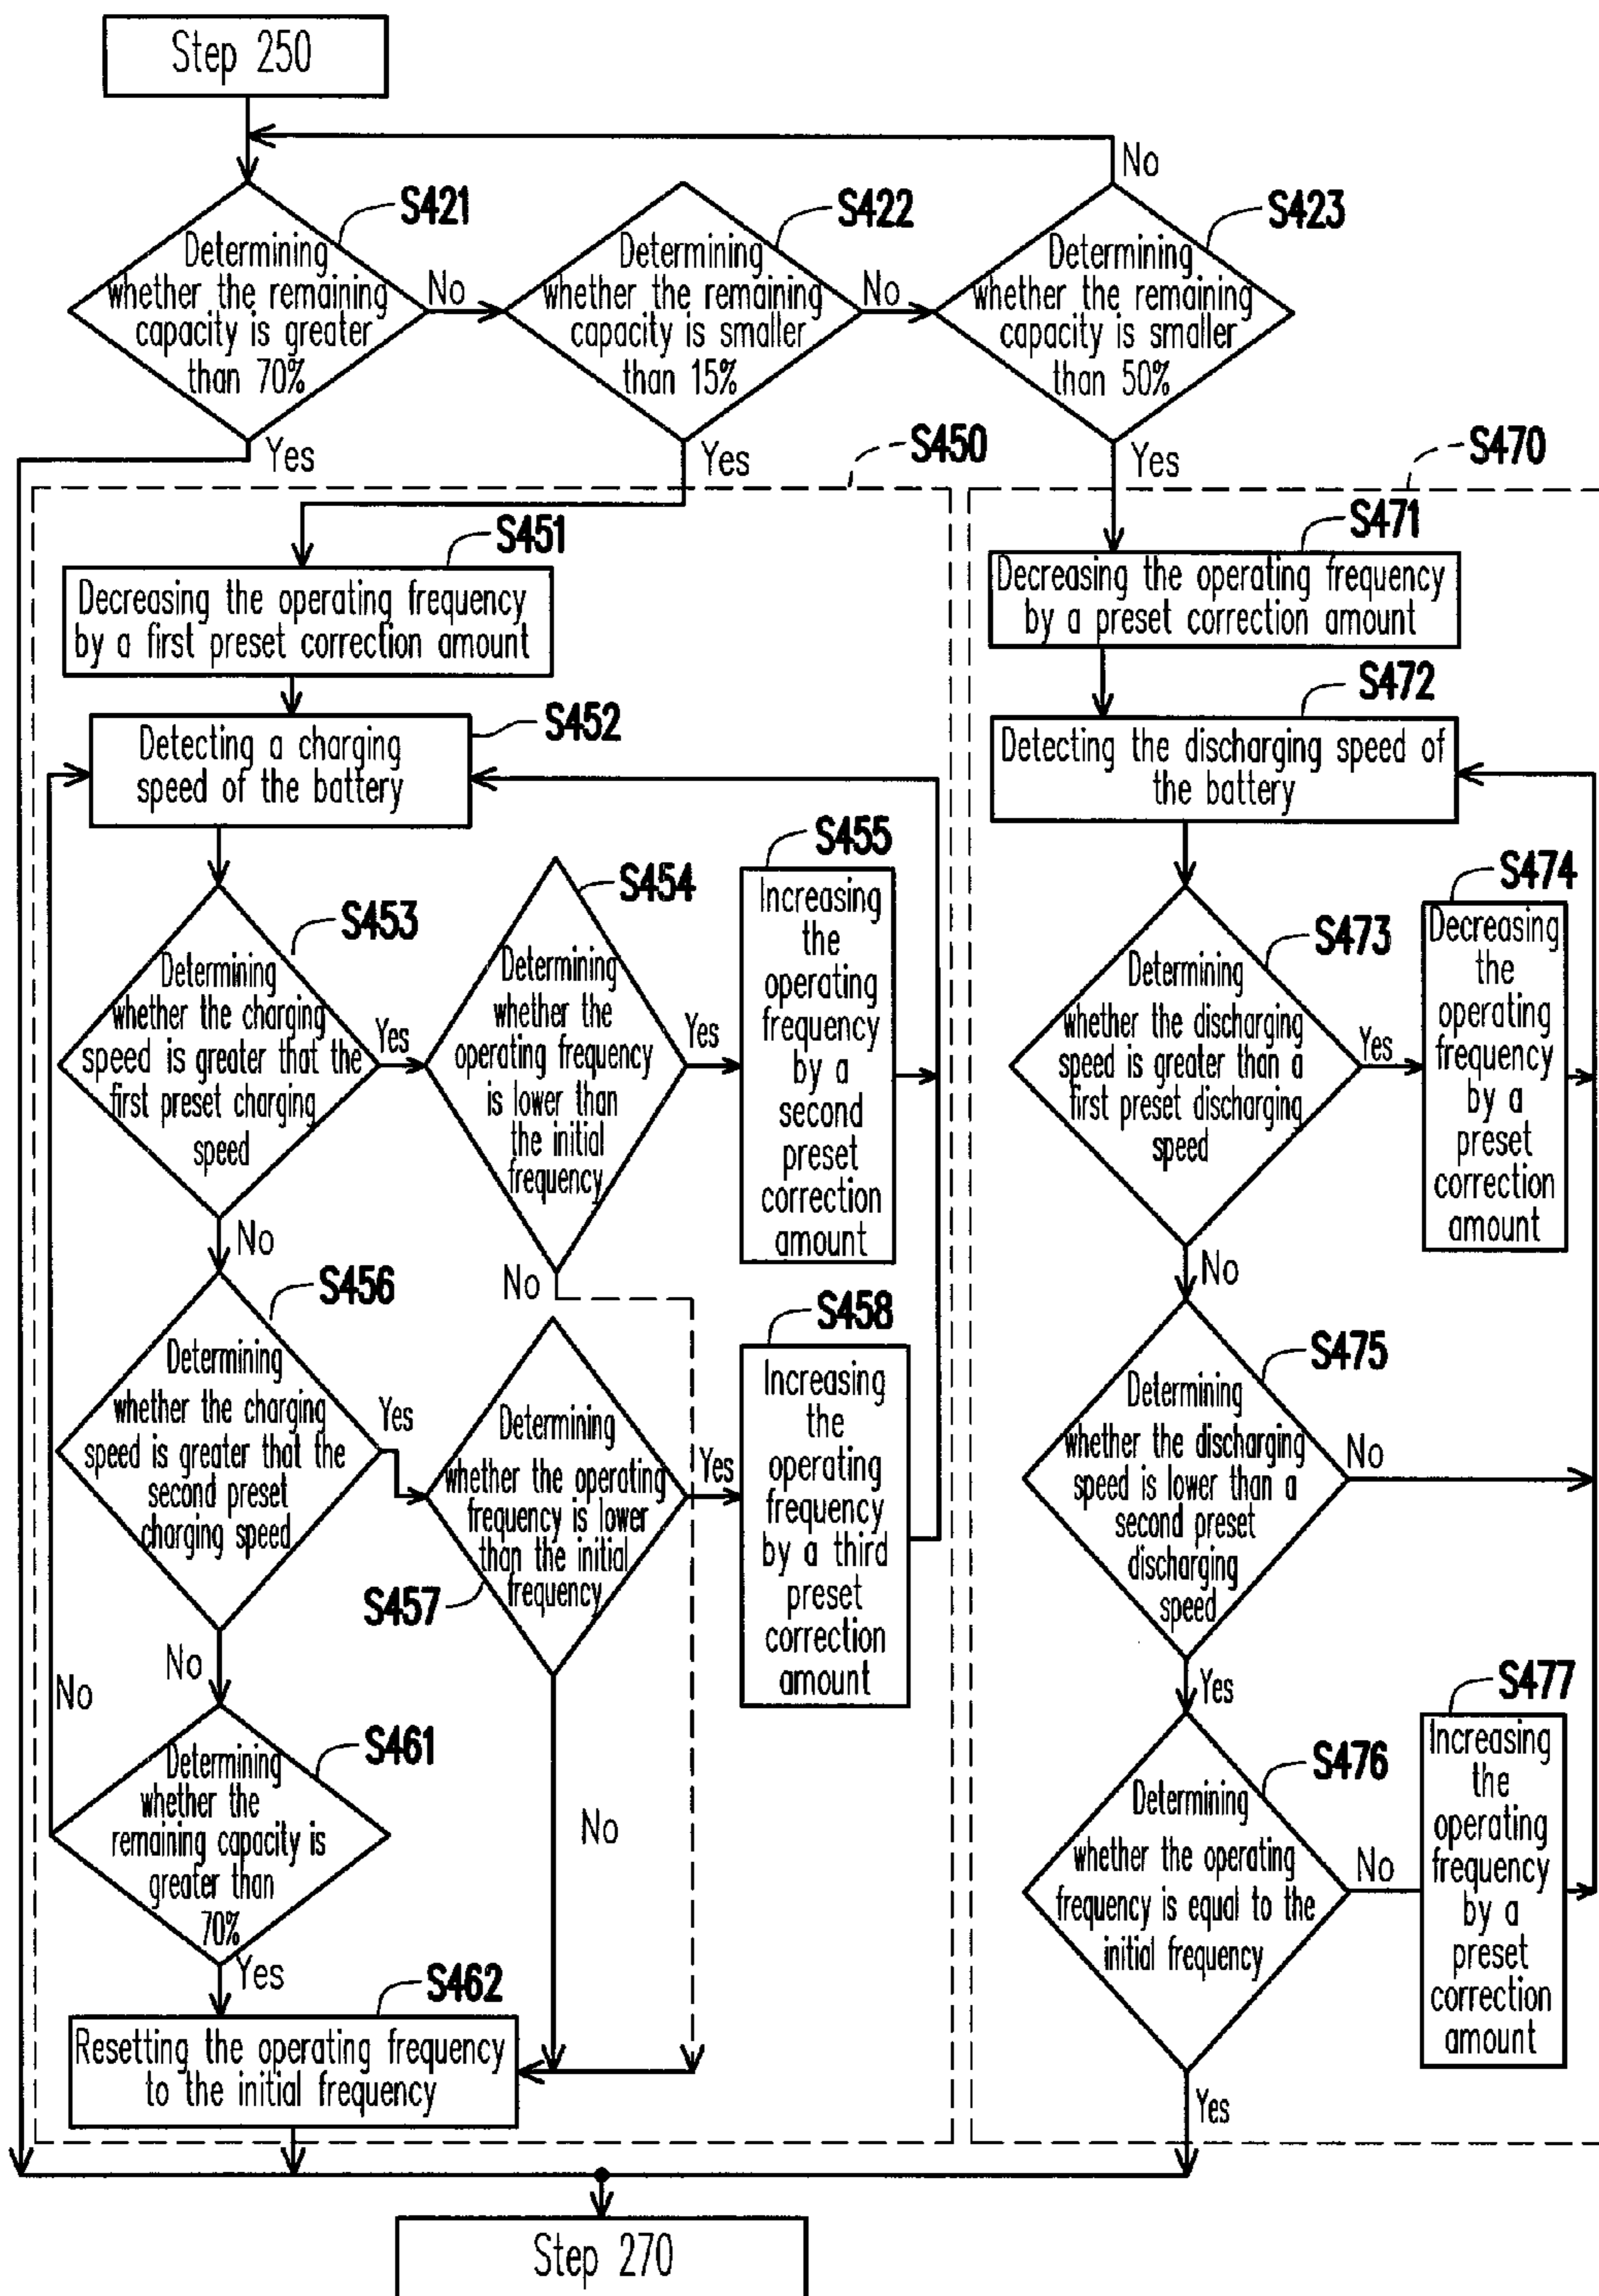 Step 250
No
S421
Determining
whether the remaining
capacity is greater
than 70%
No
Yes
S422
Determining
whether the remaining
capacity is smaller
than 15%
No
Yes
S423
Determining
whether the remaining
capacity is smaller
than 50%
Yes
S450
S451
Decreasing the operating frequency
by a first preset correction amount
S452
Detecting a charging
speed of the battery
S453
Determining
whether the charging
speed is greater that the
first preset charging
speed
Yes
No
S454
Determining
whether the
operating frequency
is lower than
the initial
frequency
Yes
No
S455
Increasing
the
operating
frequency
by a
second
preset
correction
amount
S456
Determining
whether the charging
speed is greater that the
second preset
charging speed
Yes
No
S457
Determining
whether the operating
frequency is lower
than the initial
frequency
Yes
No
S458
Increasing
the
operating
frequency
by a third
preset
correction
amount
S461
Determining
whether the
remaining capacity is
greater than
70%
No
Yes
S462
Resetting the operating frequency
to the initial frequency
S470
S471
Decreasing the operating frequency
by a preset correction amount
S472
Detecting the discharging speed of
the battery
S473
Determining
whether the discharging
speed is greater than a
first preset discharging
speed
Yes
No
S474
Decreasing
the
operating
frequency
by a
preset
correction
amount
S475
Determining
whether the discharging
speed is lower than a
second preset
discharging
speed
No
Yes
S476
Determining
whether the operating
frequency is equal to the
initial frequency
No
Yes
S477
Increasing
the
operating
frequency
by a
preset
correction
amount
Step 270